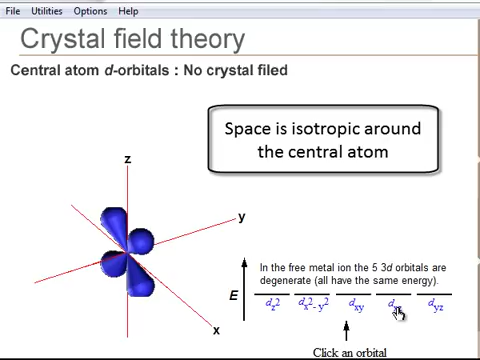 File Utilities Options Help
Crystal field theory
Central atom d-orbitals : No crystal filed
Space is isotropic around
the central atom
z
y
x
In the free metal ion the 5 3d orbitals are
degenerate (all have the same energy).
E
dz² dx²- y² dxy dyz
Click an orbital